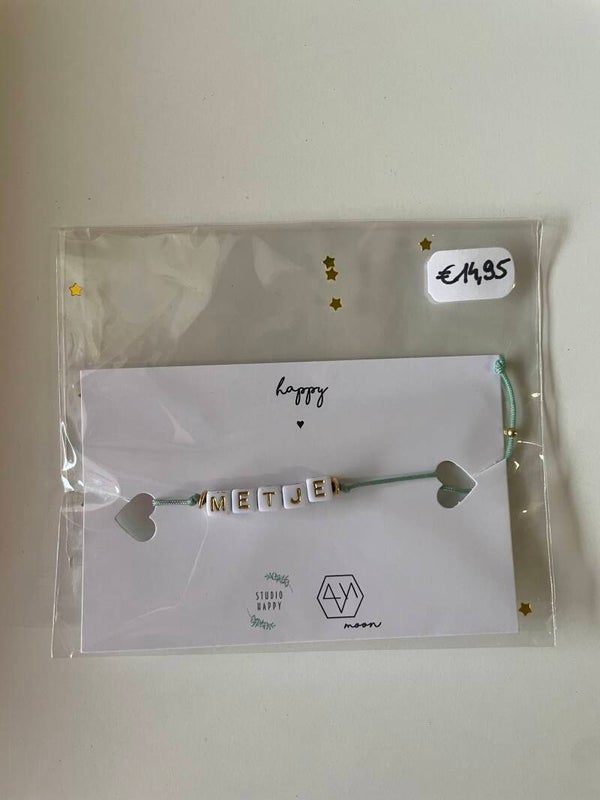 €14,95
happy
METJE
STUDIO
HAPPY
moon